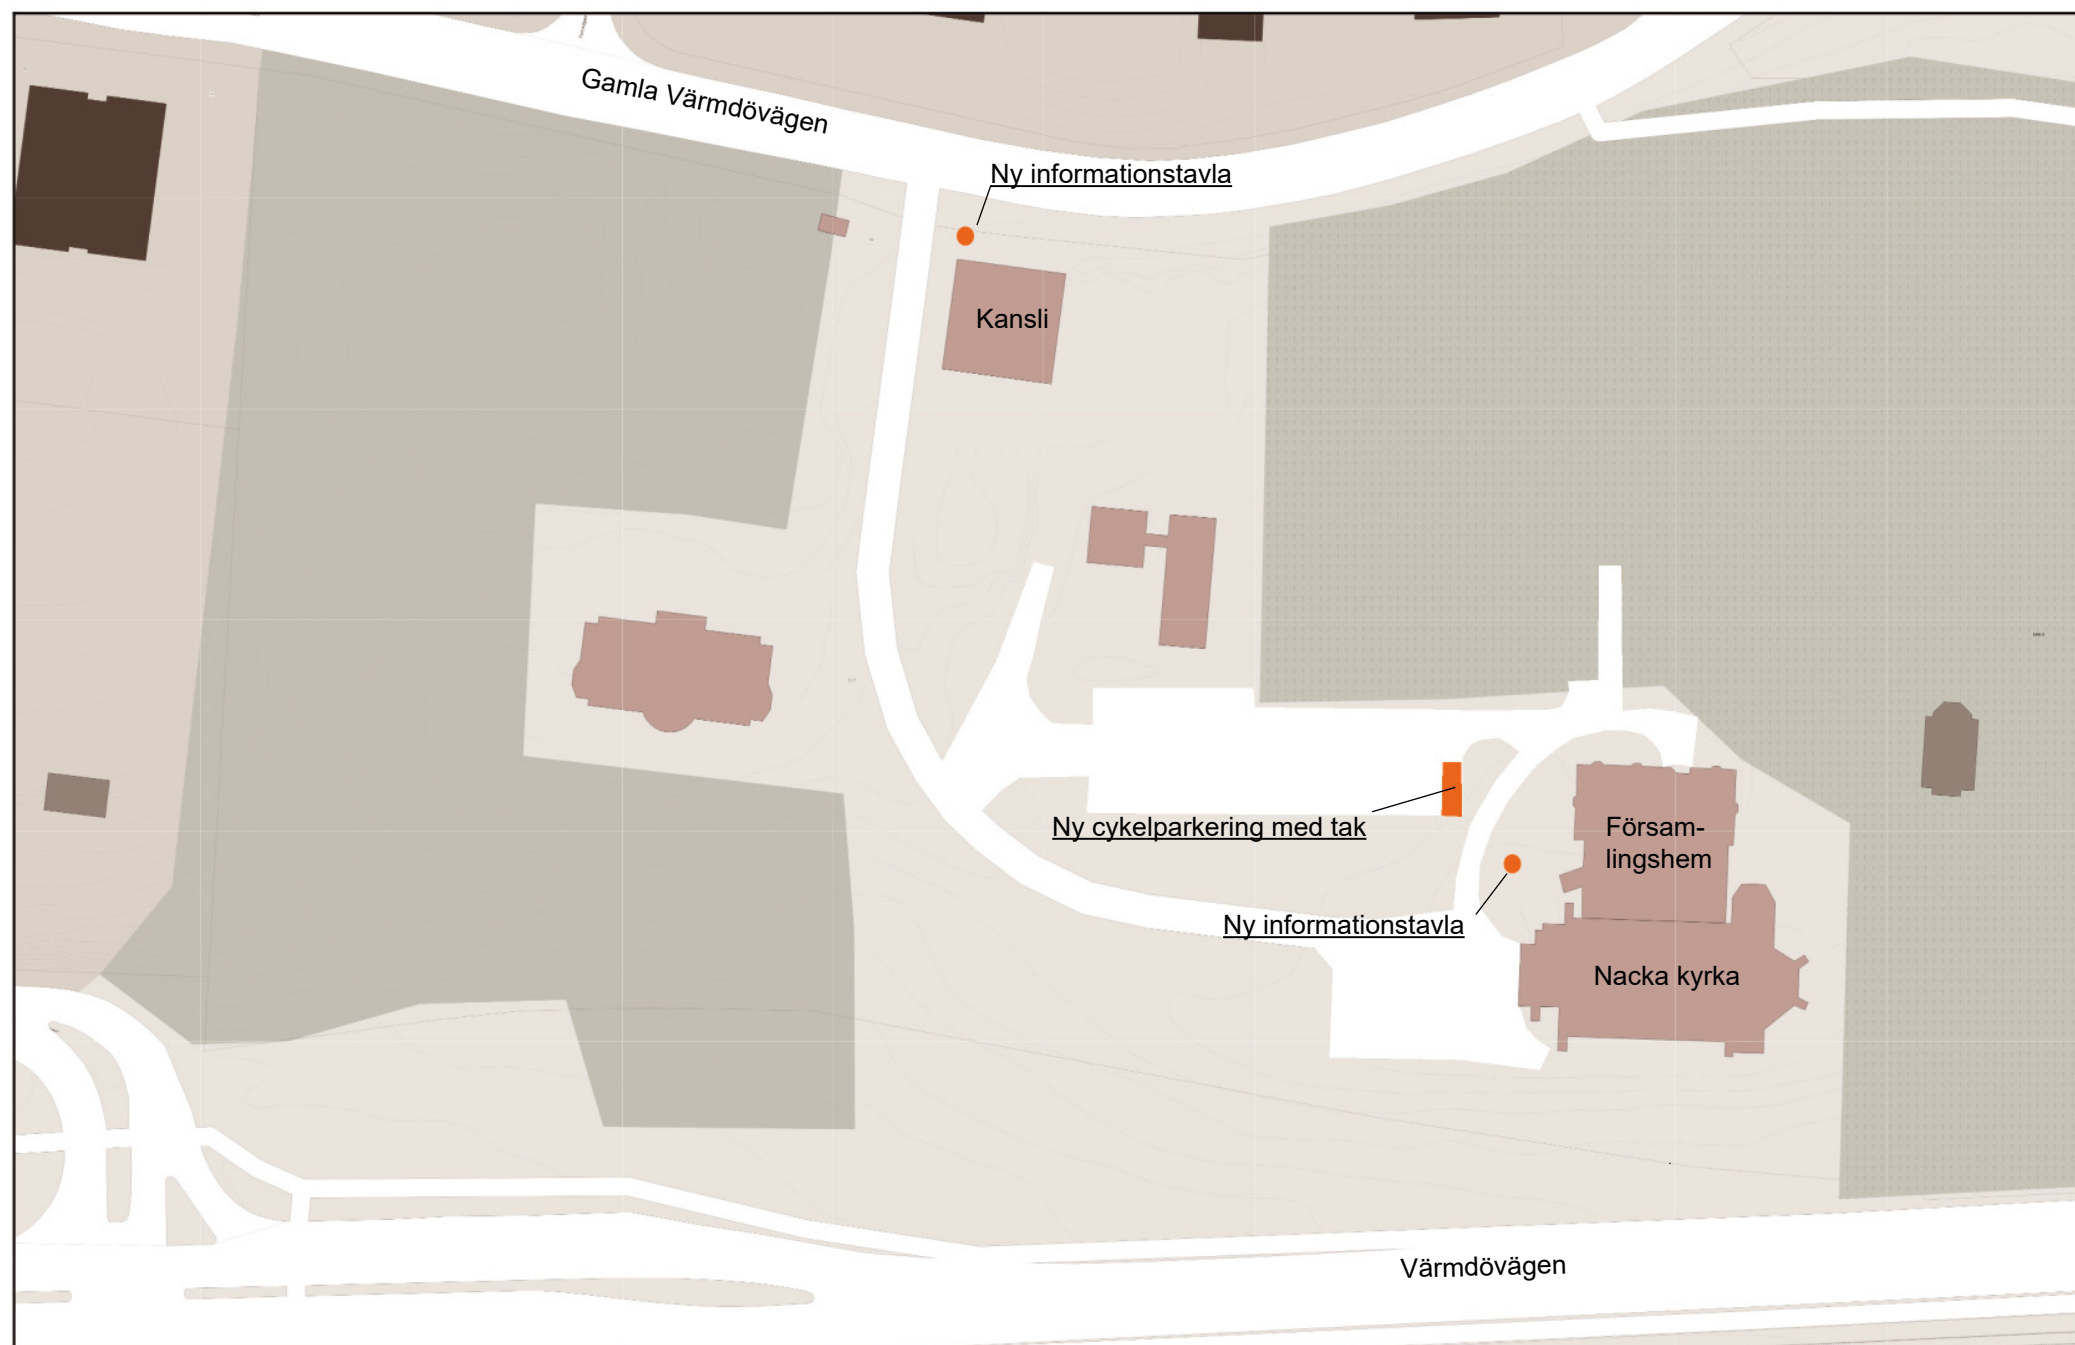 Gamla Värmdövägen
Ny informationstavla
Kansli
Ny cykelparkering med tak
Försam-
lingshem
Ny informationstavla
Nacka kyrka
Värmdövägen